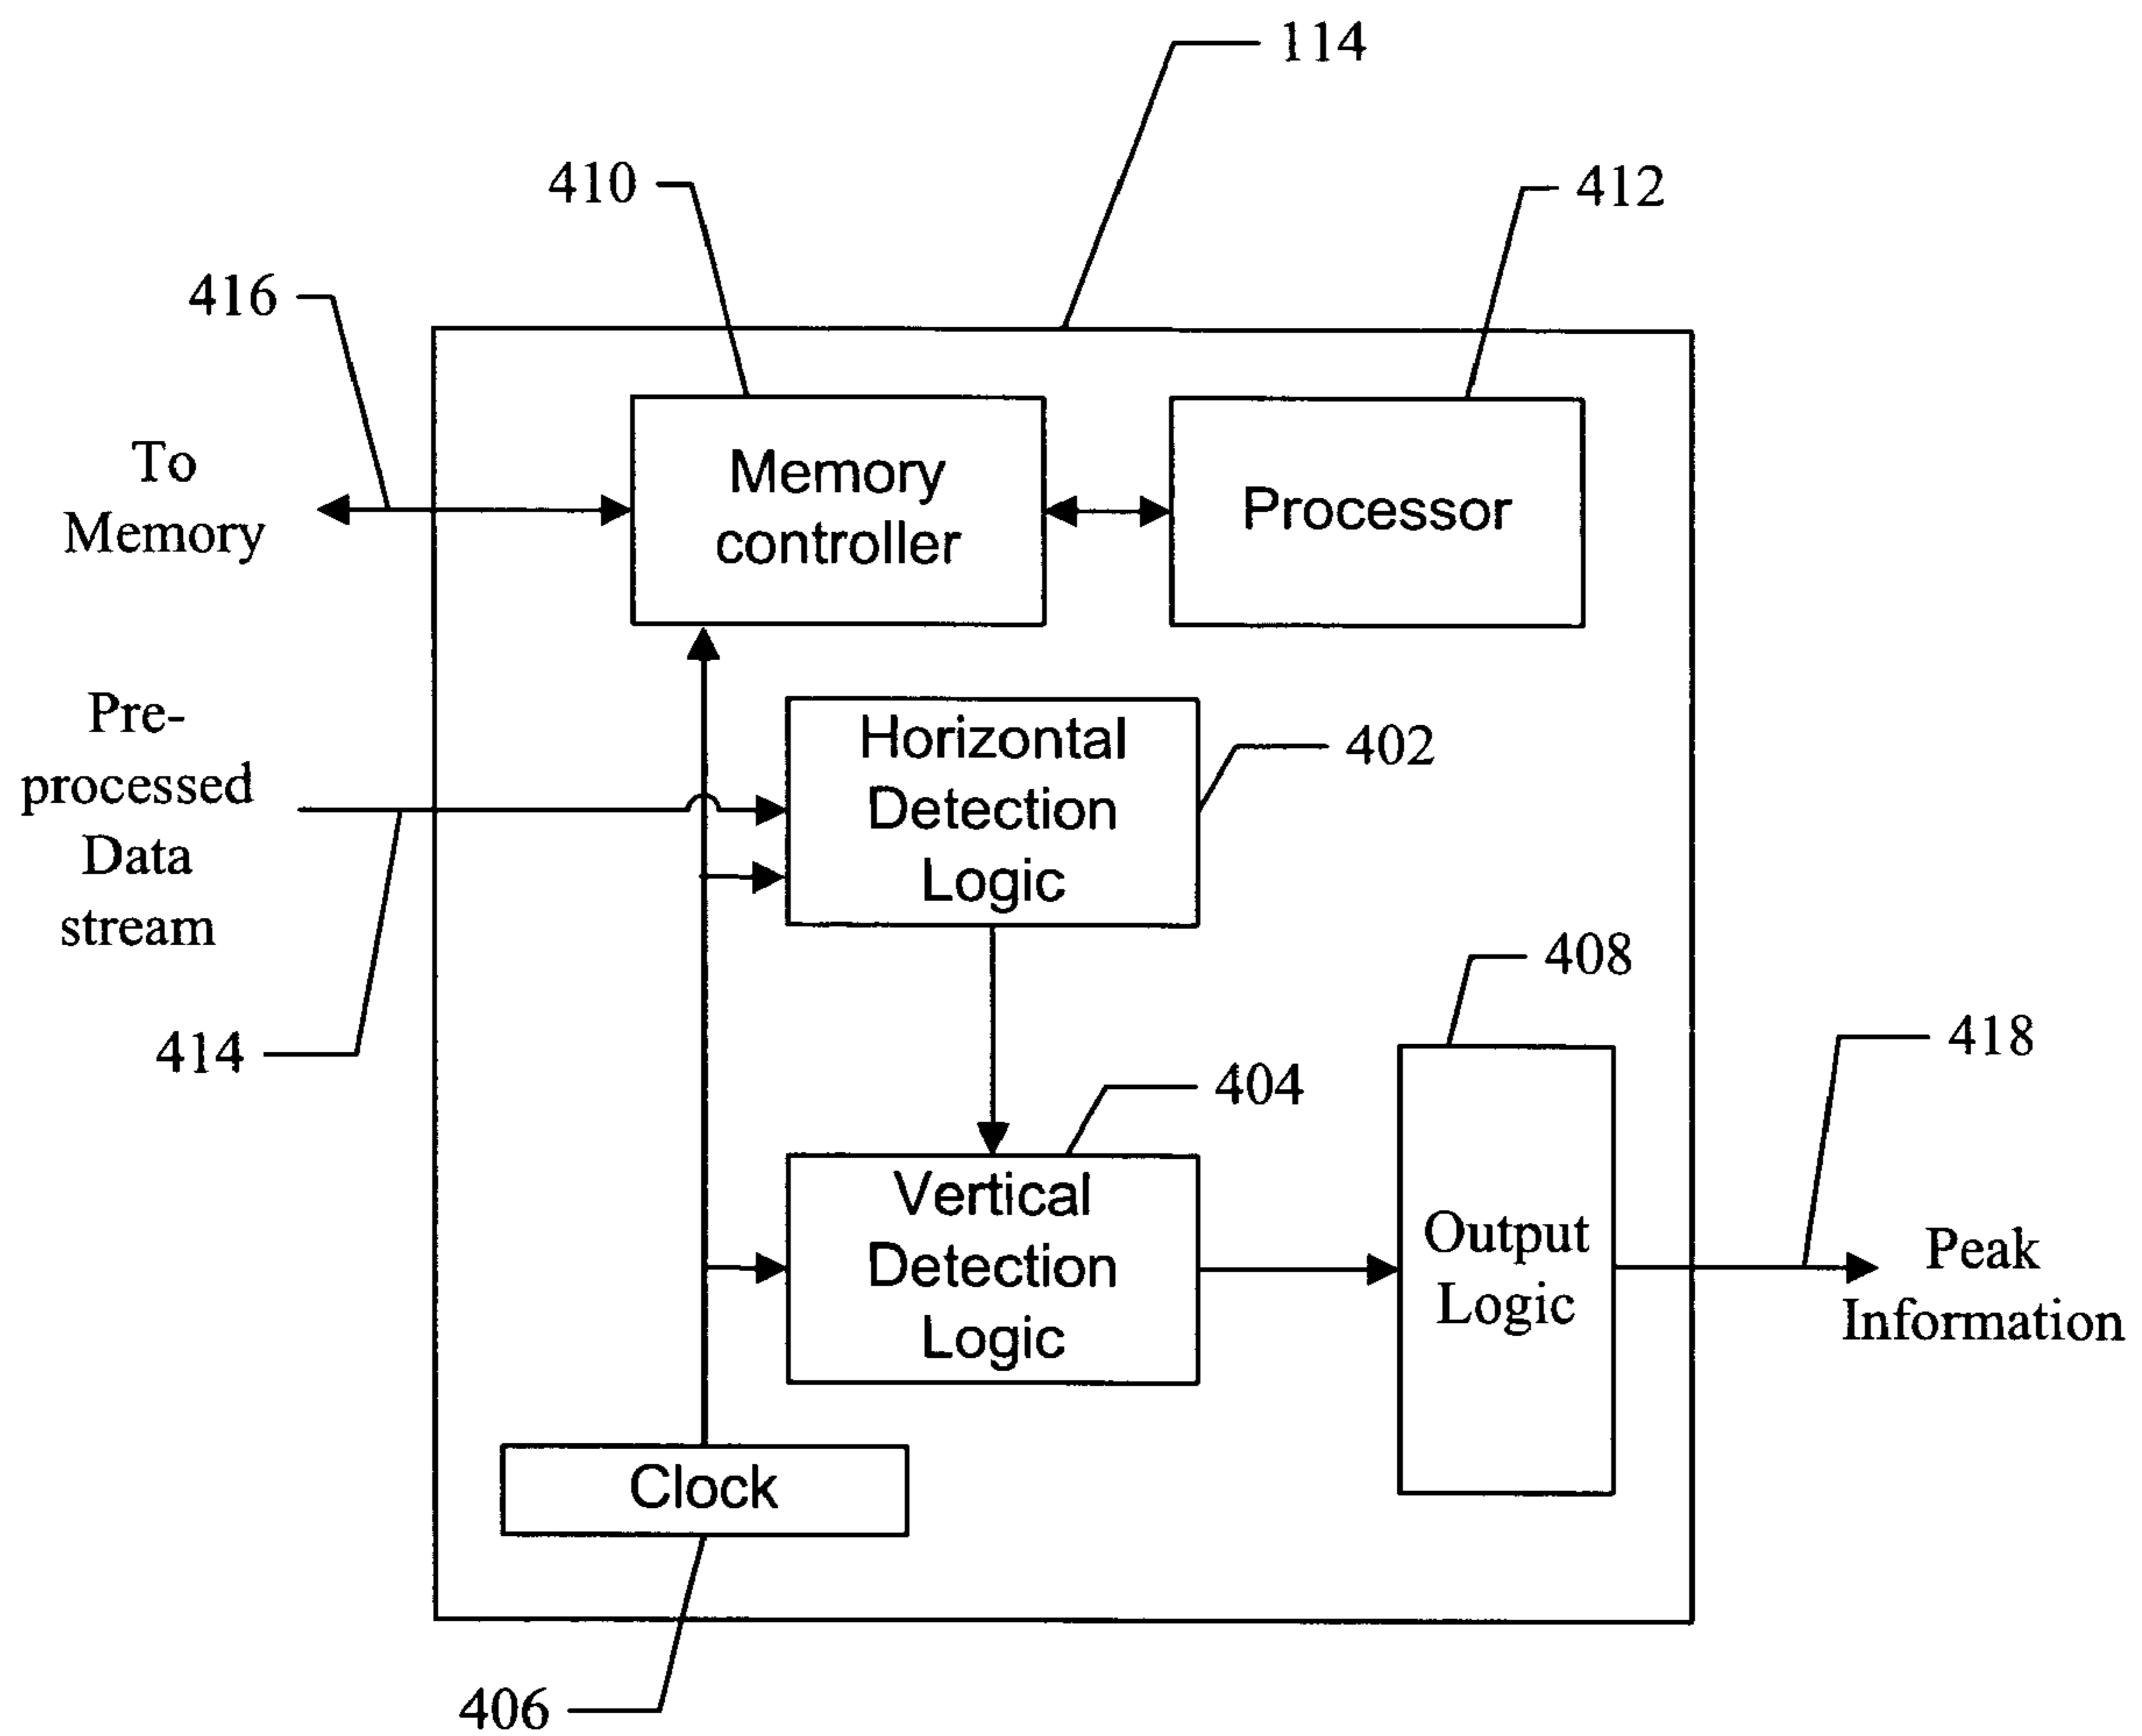 114
410
412
416
To
Memory
Memory
controller
Processor
Pre-
processed
Data
stream
Horizontal
Detection
Logic
402
414
408
418
404
Vertical
Detection
Logic
Output
Logic
Peak
Information
Clock
406